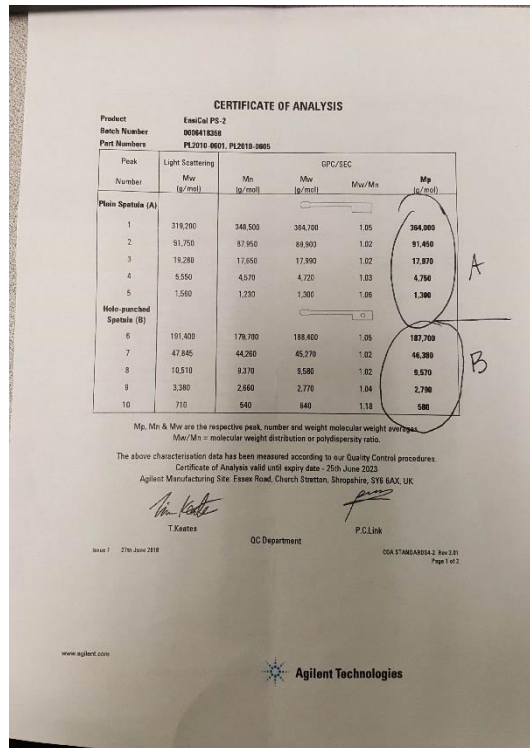 CERTIFICATE OF ANALYSIS
Product EasiCal PS-2
Batch Number 0006418358
Part Numbers PL2010-0601, PL2010-0605
Peak Light Scattering GPC/SEC
Number Mw Mn Mw Mw/Mn Mp
(g/mol) (g/mol) (g/mol) (g/mol)
Plain Spatula (A)
1 319,200 348,500 364,700 1.05 364,000
2 91,750 87,950 89,900 1.02 91,450
3 19,280 17,650 17,990 1.02 17,970
4 5,550 4,570 4,720 1.03 4,750
5 1,560 1,230 1,300 1.06 1,300
A
Hole-punched
Spatula (B)
6 191,400 179,700 188,400 1.05 187,700
7 47,845 44,260 45,270 1.02 46,380
8 10,510 9,370 9,580 1.02 9,570
9 3,380 2,660 2,770 1.04 2,790
10 710 540 640 1.18 580
B
Mp, Mn & Mw are the respective peak, number and weight molecular weight averages.
Mw/Mn = molecular weight distribution or polydispersity ratio.
The above characterisation data has been measured according to our Quality Control procedures.
Certificate of Analysis valid until expiry date - 25th June 2023
Agilent Manufacturing Site: Essex Road, Church Stretton, Shropshire, SY6 6AX, UK
Tim Keates
T.Keates P.C.Link
QC Department
Issue 1 27th June 2018 COA STANDARDS4-2 Rev 3.01
Page 1 of 2
www.agilent.com
Agilent Technologies